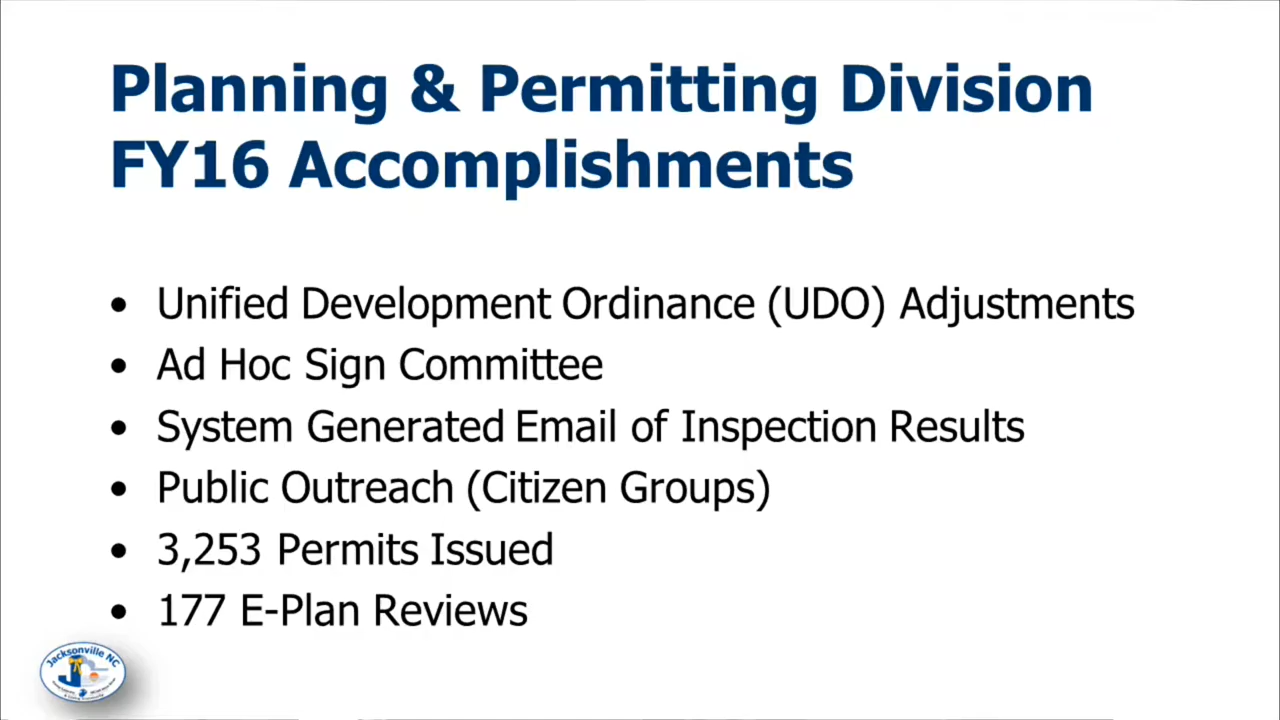 Planning & Permitting Division
FY16 Accomplishments
• Unified Development Ordinance (UDO) Adjustments
• Ad Hoc Sign Committee
• System Generated Email of Inspection Results
• Public Outreach (Citizen Groups)
• 3,253 Permits Issued
• 177 E-Plan Reviews
Jacksonville NC